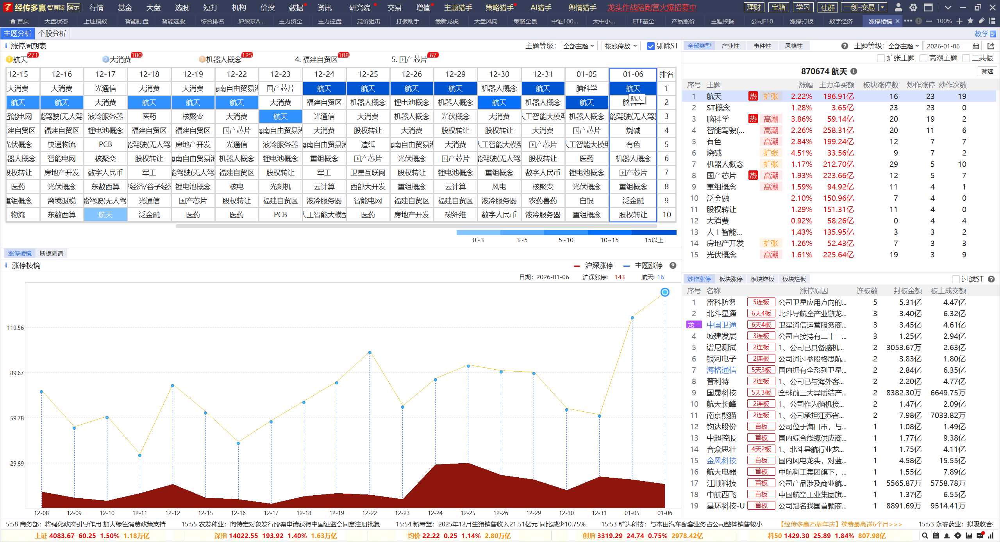 经传多赢 智尊版 演示 行情 基金 大盘 选股 短打 机构 价投 数据 资讯 研究院 交易 增值 主题猎手 策略猎手 AI猎手 舆情猎手 龙头作战陪跑营火爆招募中 理财 宝箱 学习 社群 一创-交易
首页 大盘状态 上证指数 智能盯盘 智能选股 综合排名 沪深京A... 主力资金 主力控盘 竞价狙击 打板助手 最新龙虎 大盘风向 策略全景 中证100... 大中小... ETF基金 产品涨价 主题挖掘 公司F10 涨停打板 数字经济 涨停棱镜 100%
主题分析 个股分析 教学
涨停周期表 主题等级： 全部主题 按涨停数 剔除ST
1 航天 271 2 大消费 180 3 机器人概念 125 4. 福建自贸区 108 5. 国产芯片 67
12-15 12-16 12-17 12-18 12-19 12-22 12-23 12-24 12-25 12-26 12-29 12-30 12-31 01-05 01-06 排名
大消费 大消费 光通信 大消费 大消费 海南自由贸易港 国产芯片 航天 航天 航天 航天 机器人概念 航天 脑科学 航天 1
航天 航天 大消费 航天 航天 航天 大消费 福建自贸区 机器人概念 锂电池概念 机器人概念 航天 机器人概念 航天 2
航天
智能电网 能驾驶(无人驾 液冷服务器 医药 核聚变 大消费 航天 光通信 大消费 机器人概念 光伏概念 大消费 人工智能大模型 机器人概念 能驾驶(无人驾驶 3
福建自贸区 福建自贸区 锂电池概念 福建自贸区 福建自贸区 国产芯片 海南自由贸易港 大消费 股权转让 大消费 股权转让 股权转让 大消费 国产芯片 烧碱 4
光伏概念 快递物流 PCB 能驾驶(无人驾 房地产开发 光通信 液冷服务器 海南自由贸易港 造纸 海南自由贸易港 大消费 人工智能大模型 国产芯片 人工智能大模型 有色 5
机器人概念 智能电网 核聚变 股权转让 海南自由贸易港 机器人概念 锂电池概念 重组概念 国产芯片 光伏概念 国产芯片 能驾驶(无人驾 股权转让 医药 机器人概念 6
股权转让 房地产开发 数字人民币 军工 能驾驶(无人驾 福建自贸区 股权转让 军工 卫星互联网 股权转让 锂电池概念 重组概念 数字人民币 锂电池概念 国产芯片 7
医药 光伏概念 东数西算 经济/谷子经济 锂电池概念 核电 光刻机 云计算 西部大开发 重组概念 云计算 风电 核聚变 光伏概念 重组概念 8
重组概念 离境退税 能驾驶(无人驾 光通信 国产芯片 股权转让 福建自贸区 液冷服务器 智能电网 福建自贸区 福建自贸区 液冷服务器 农药兽药 白银 泛金融 9
物流 东数西算 航天 泛金融 医药 医药 PCB 人工智能大模型 医药 房地产开发 碳纤维 数字人民币 液冷服务器 重组概念 股权转让 10
0~3 3~5 5~10 10~15 15以上
涨停棱镜 断板图谱
涨停棱镜 沪深涨停 主题涨停
日期：2026-01-06 沪深涨停: 143 航天: 16
119.56
89.67
59.78
29.89
12-08 12-09 12-10 12-11 12-12 12-15 12-16 12-17 12-18 12-19 12-22 12-23 12-24 12-25 12-26 12-29 12-30 12-31 01-05 01-06
全部类型 产业性 事件性 风格性 主题等级: 全部主题 2026-01-06
扩张主题 高潮主题 三共振
870674 航天 筛选
序号 主题 涨幅 主力净买额 板块涨停数 炒作涨停 炒作次数
1 航天 热 扩张 2.22% 196.91亿 16 23 19
2 ST概念 1.28% 3.65亿 23 23 0
3 脑科学 热 高潮 3.86% 59.14亿 20 19 2
4 智能驾驶(... 高潮 2.26% 258.31亿 20 11 6
5 有色 高潮 2.84% 199.24亿 12 7 7
6 烧碱 扩张 4.51% 33.56亿 9 7 2
7 机器人概念 扩张 1.17% 212.70亿 29 5 10
8 国产芯片 热 高潮 1.93% 223.66亿 12 5 7
9 重组概念 高潮 1.59% 94.92亿 11 4 1
10 泛金融 2.10% 150.96亿 7 4 0
11 股权转让 1.29% 151.31亿 11 4 0
12 大消费 0.92% 58.26亿 0 4 4
13 人工智能... 1.43% 135.95亿 3 3 2
14 房地产开发 扩张 1.26% 52.43亿 7 3 3
15 光伏概念 高潮 1.61% 225.64亿 19 3 9
炒作涨停 板块涨停 板块炸板 板块烂板 过滤ST
序号 名称 涨停原因 连板数 封板金额 板上成交额
1 雷科防务 5连板 公司卫星应用方向的... 5 5.31亿 4.47亿
2 北斗星通 6天4板 北斗导航全产业链龙... 3 3.40亿 6.32亿
龙二 中国卫通 6天4板 卫星通信运营服务商... 3 3.45亿 4.61亿
4 城建发展 3连板 公司直接持有二十一... 3 1.25亿 2.94亿
5 谱尼测试 2连板 1、公司已具备脑机... 2 3053.67万 2.63亿
6 银河电子 2连板 公司通过参股格思航... 2 3.83亿 1.80亿
7 海格通信 5天3板 国内拥有全系列卫星... 2 2.84亿 6.35亿
8 普利特 2连板 1、公司已与海外客... 2 2.20亿 4.77亿
9 国晟科技 5天3板 全球前三大异质结产... 2 8382.30万 6649.75万
10 航天长峰 2连板 1、公司作为脑机接... 2 1.47亿 2.09亿
11 南京熊猫 2连板 1、公司承担江苏省... 2 7.98亿 7033.82万
12 钧达股份 首板 公司位于海口市，与... 1 1.08亿 1.49亿
13 中超控股 首板 国内综合线缆供应商... 1 1.77亿 9.38亿
14 合众思壮 4天2板 1、北斗导航行业龙... 1 1.75亿 4.11亿
15 金风科技 首板 国内风电龙头，对蓝... 1 4.58亿 15.55亿
16 航天电器 首板 中航科工集团旗下，... 1 1.55亿 7.89亿
17 江顺科技 首板 公司产品涉及商业航... 1 5565.87万 5758.78万
18 中航西飞 首板 中国航空工业集团旗... 1 1.37亿 6.55亿
19 星环科技-U 首板 公司冠名我国首颗商... 1 8891.69万 9514.41万
5:58 商务部：将强化政府引导作用 加大绿色消费政策支持 15:55 农发种业：向特定对象发行股票申请获得中国证监会同意注册批复 15:54 新希望：2025年12月生猪销售收入21.51亿元 同比减少10.75% 15:53 旷达科技：与本田汽车配套业务占公司整体销售较小 【经传多赢25周年庆】续费最高送6个月>>> 15:53 永安药业：拟吸收合并
上证 4083.67 60.25 1.50% 1.18万亿 深指 14022.55 193.92 1.40% 1.63万亿 均价 22.22 0.25 1.14% 2.80万亿 创指 3319.29 24.74 0.75% 2978.42亿 科50 1429.30 25.89 1.84% 807.98亿